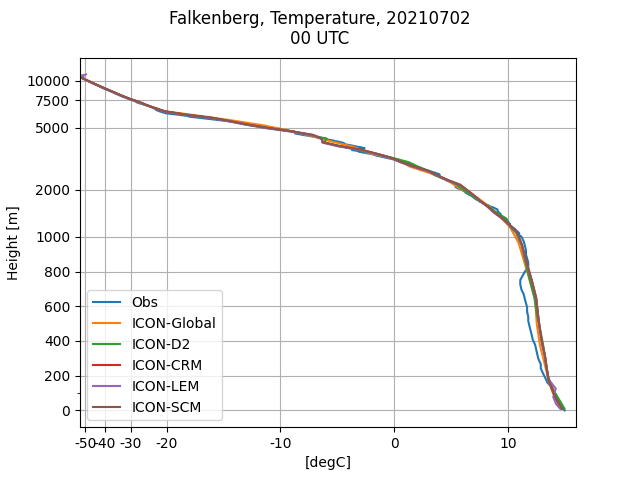 Falkenberg, Temperature, 20210702
00 UTC
Height [m]
10000
7500
5000
2000
1000
800
600
400
200
0
Obs
ICON-Global
ICON-D2
ICON-CRM
ICON-LEM
ICON-SCM
-50 -40 -30 -20 -10 0 10
[degC]